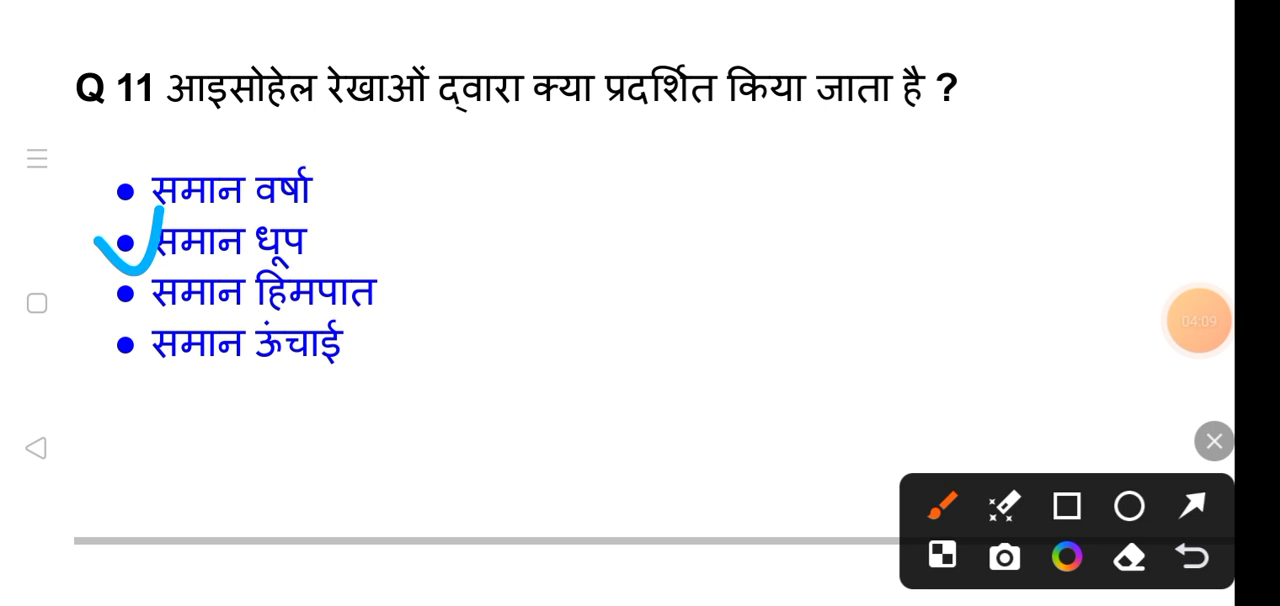 Q 11 आइसोहेल रेखाओं द्वारा क्या प्रदर्शित किया जाता है ?
● समान वर्षा
● समान धूप
● समान हिमपात
● समान ऊंचाई
04:09